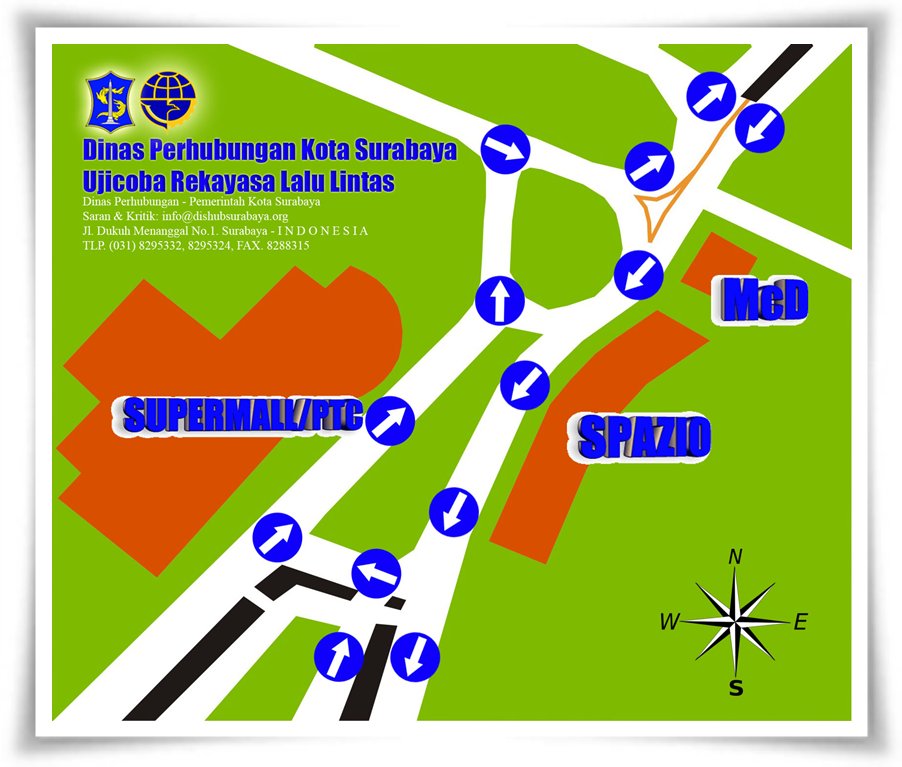 Dinas Perhubungan Kota Surabaya
Ujicoba Rekayasa Lalu Lintas
Dinas Perhubungan - Pemerintah Kota Surabaya
Saran & Kritik: info@dishubsurabaya.org
Jl. Dukuh Menanggal No.1. Surabaya - I N D O N E S I A
TLP. (031) 8295332, 8295324, FAX. 8288315
McD
SUPERMALL/PTC
SPAZIO
N
W
E
S